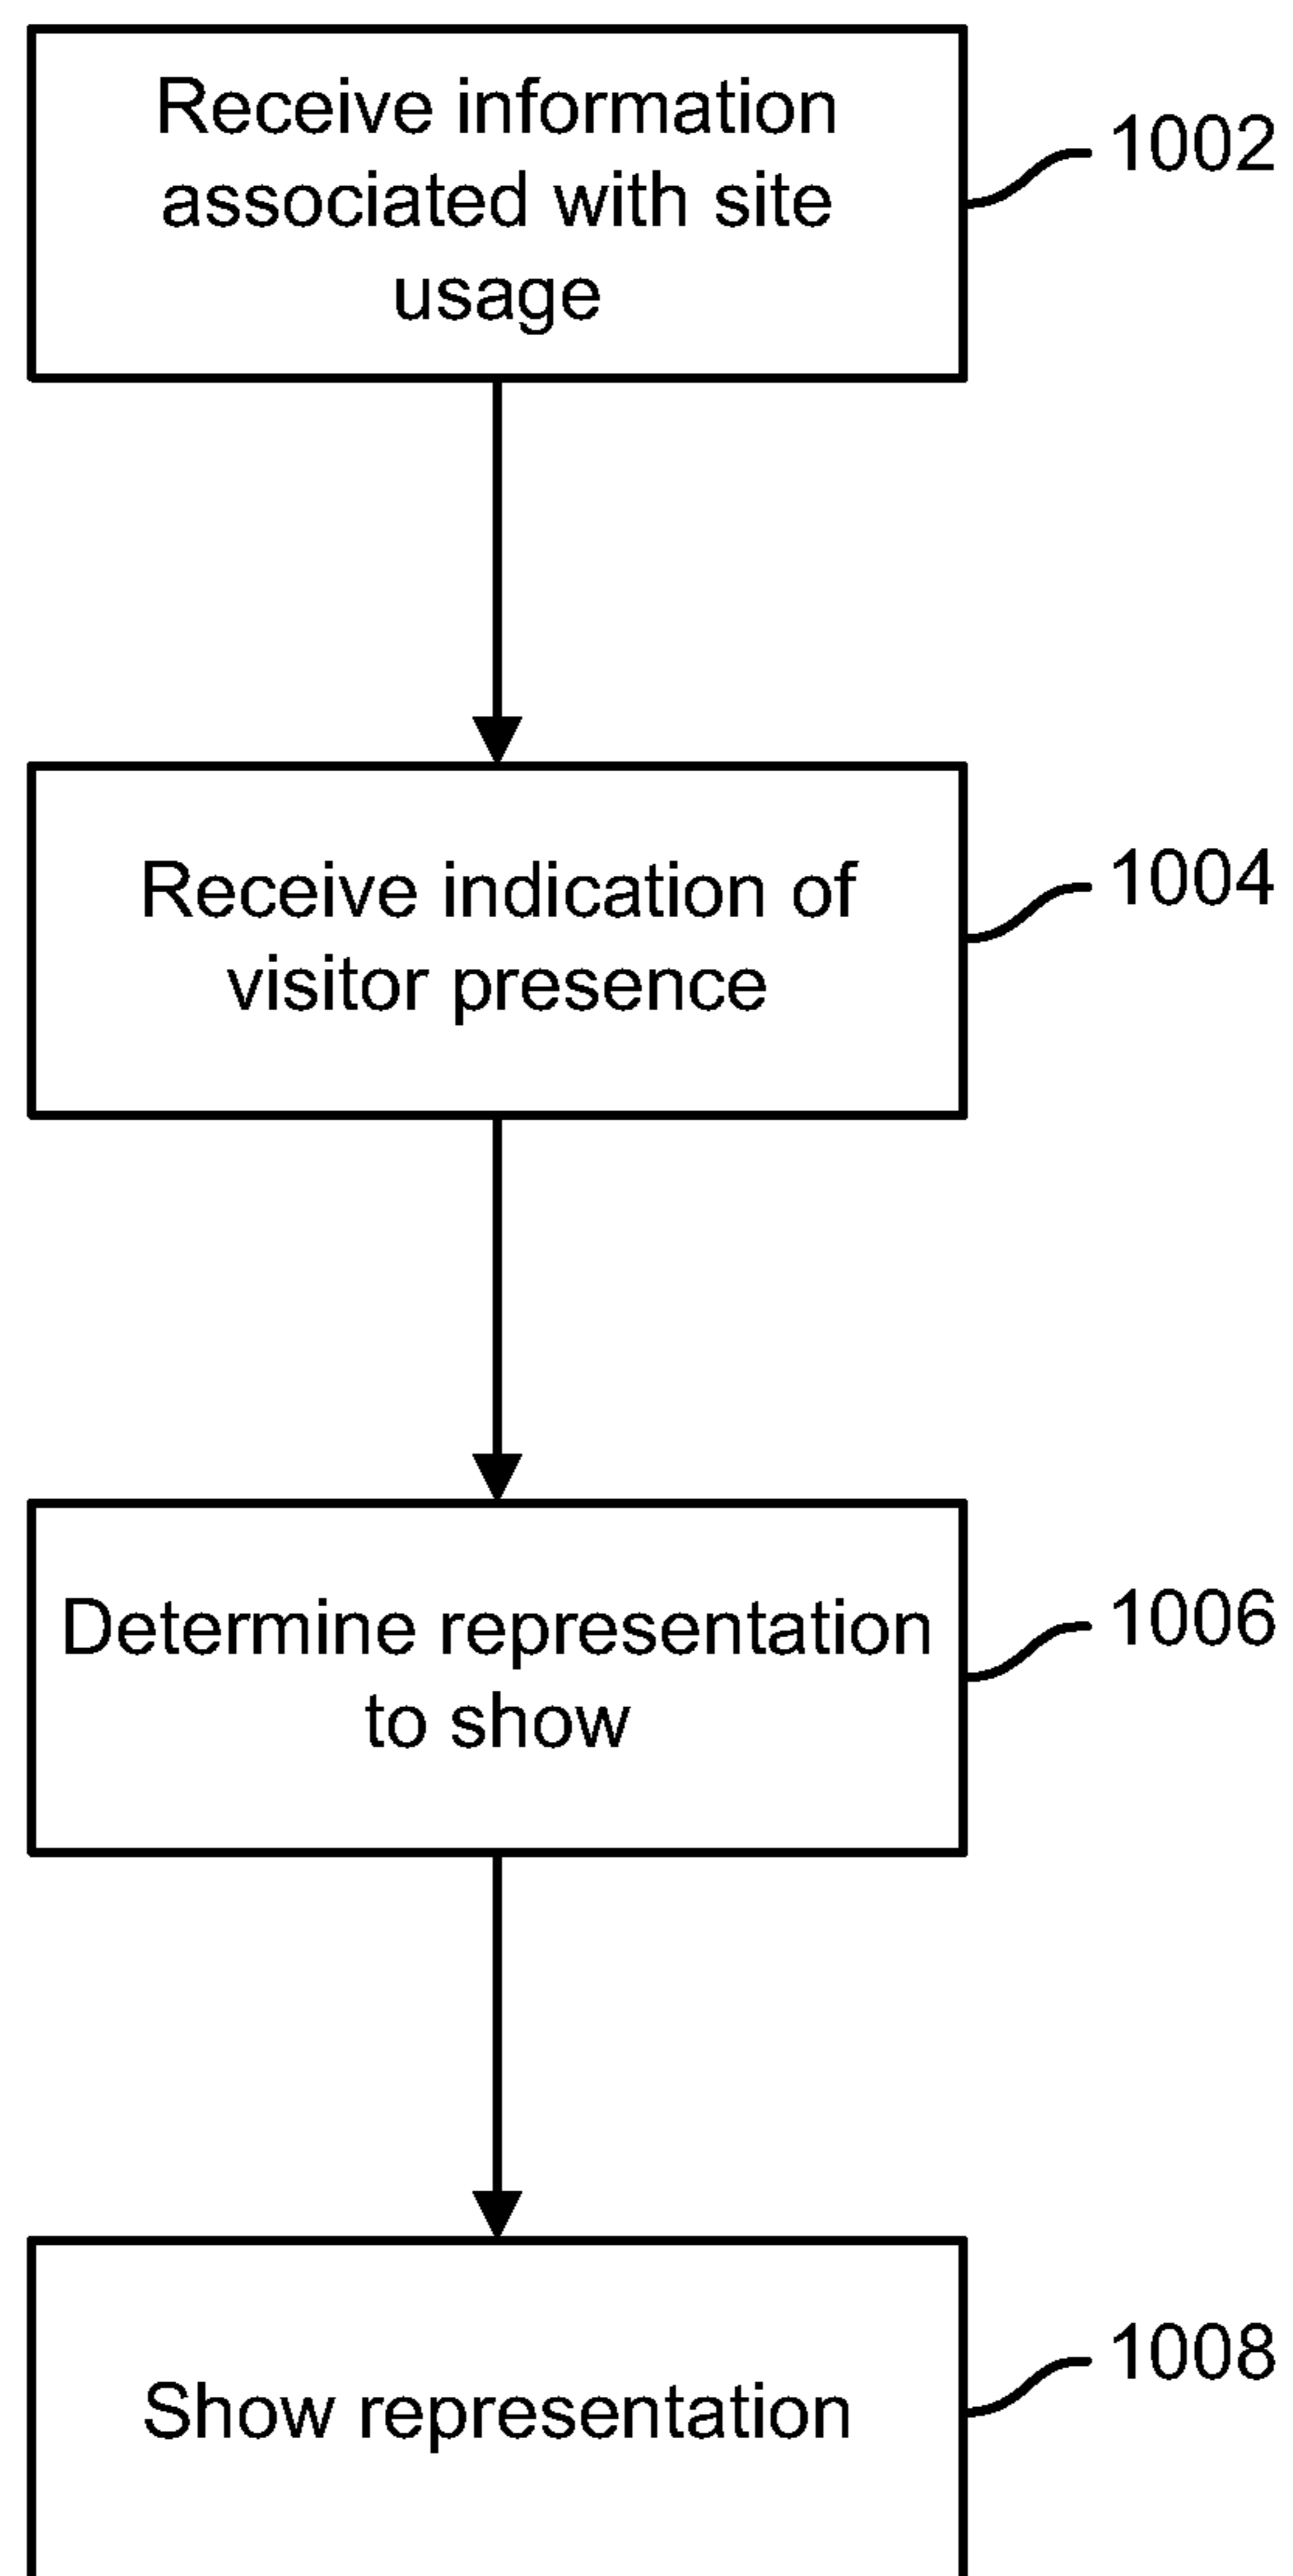 Receive information
associated with site
usage
1002
Receive indication of
visitor presence
1004
Determine representation
to show
1006
Show representation
1008